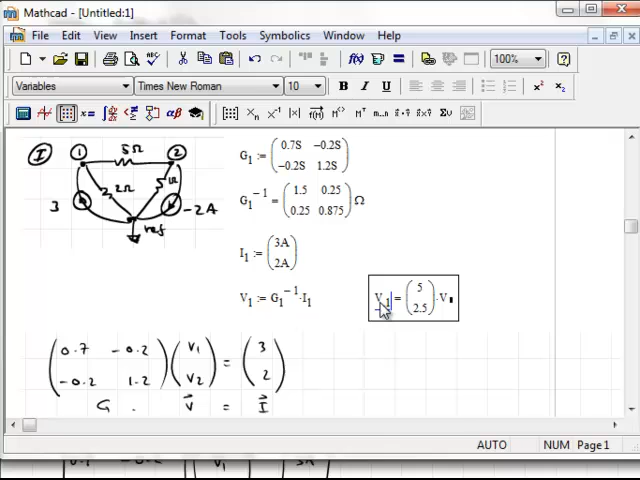 Mathcad - [Untitled:1]
File Edit View Insert Format Tools Symbolics Window Help
100%
Variables Times New Roman 10 B I U
I 1 5Ω 2
G1 := ( 0.7S −0.2S
−0.2S 1.2S )
2Ω 1Ω
3 -2A
ref
G1^−1 = ( 1.5 0.25
0.25 0.875 ) Ω
I1 := ( 3A
2A )
V1 := G1^−1·I1
V1 = ( 5
2.5 )·V
( 0.7 -0.2
-0.2 1.2 ) ( V1
V2 ) = ( 3
2 )
G . V = I
AUTO NUM Page 1